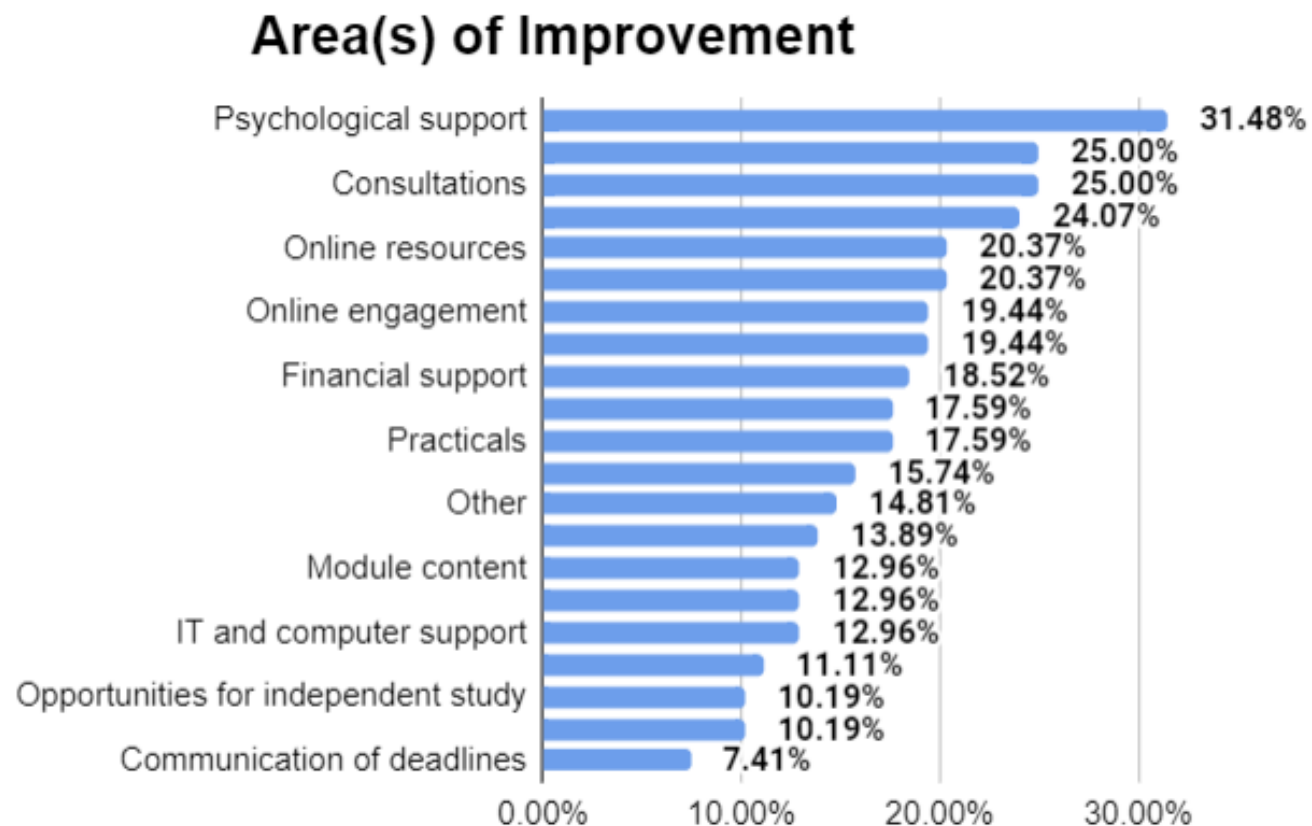 Area(s) of Improvement
Psychological support 31.48%
25.00%
Consultations 25.00%
24.07%
Online resources 20.37%
20.37%
Online engagement 19.44%
19.44%
Financial support 18.52%
17.59%
Practicals 17.59%
15.74%
Other 14.81%
13.89%
Module content 12.96%
12.96%
IT and computer support 12.96%
11.11%
Opportunities for independent study 10.19%
10.19%
Communication of deadlines 7.41%
0.00% 10.00% 20.00% 30.00%